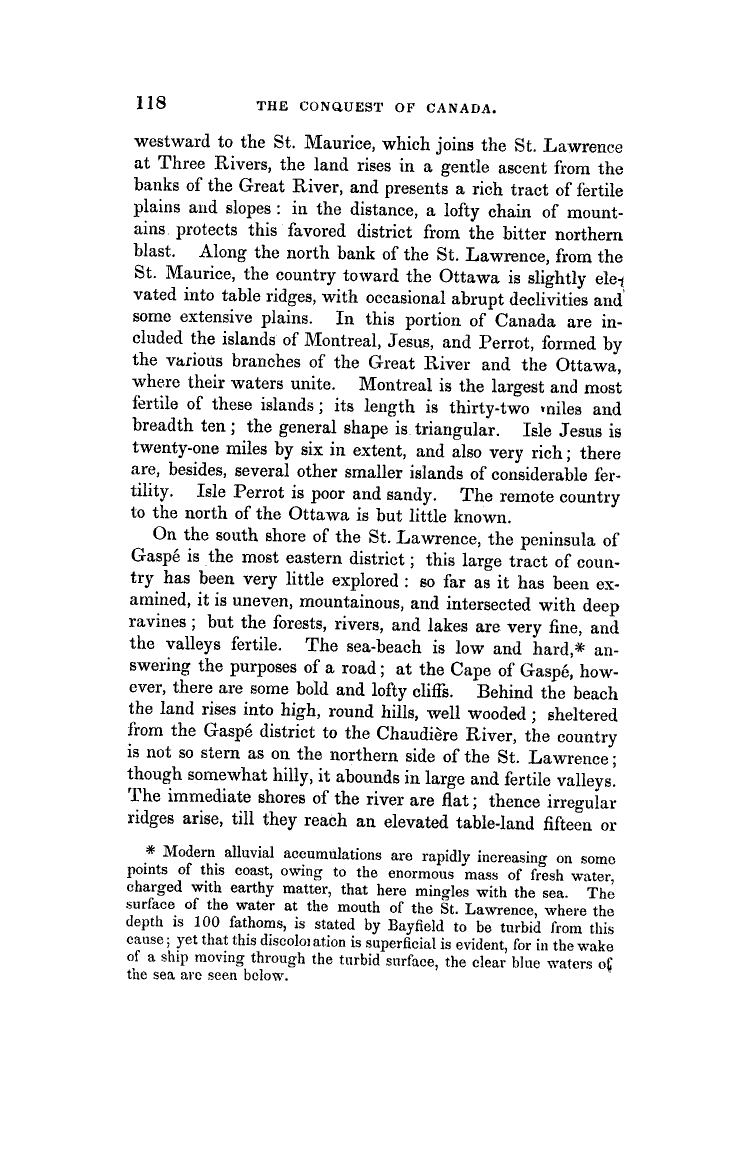 118 THE CONQUEST OF CANADA.
westward to the St. Maurice, which joins the St. Lawrence
at Three Rivers, the land rises in a gentle ascent from the
banks of the Great River, and presents a rich tract of fertile
plains and slopes : in the distance, a lofty chain of mount-
ains protects this favored district from the bitter northern
blast. Along the north bank of the St. Lawrence, from the
St. Maurice, the country toward the Ottawa is slightly ele-
vated into table ridges, with occasional abrupt declivities and
some extensive plains. In this portion of Canada are in-
cluded the islands of Montreal, Jesus, and Perrot, formed by
the various branches of the Great River and the Ottawa,
where their waters unite. Montreal is the largest and most
fertile of these islands ; its length is thirty-two miles and
breadth ten ; the general shape is triangular. Isle Jesus is
twenty-one miles by six in extent, and also very rich ; there
are, besides, several other smaller islands of considerable fer-
tility. Isle Perrot is poor and sandy. The remote country
to the north of the Ottawa is but little known.
On the south shore of the St. Lawrence, the peninsula of
Gaspé is the most eastern district ; this large tract of coun-
try has been very little explored : so far as it has been ex-
amined, it is uneven, mountainous, and intersected with deep
ravines ; but the forests, rivers, and lakes are very fine, and
the valleys fertile. The sea-beach is low and hard,* an-
swering the purposes of a road ; at the Cape of Gaspé, how-
ever, there are some bold and lofty cliffs. Behind the beach
the land rises into high, round hills, well wooded ; sheltered
from the Gaspé district to the Chaudière River, the country
is not so stern as on the northern side of the St. Lawrence ;
though somewhat hilly, it abounds in large and fertile valleys.
The immediate shores of the river are flat ; thence irregular
ridges arise, till they reach an elevated table-land fifteen or
* Modern alluvial accumulations are rapidly increasing on some
points of this coast, owing to the enormous mass of fresh water,
charged with earthy matter, that here mingles with the sea. The
surface of the water at the mouth of the St. Lawrence, where the
depth is 100 fathoms, is stated by Bayfield to be turbid from this
cause ; yet that this discoloration is superficial is evident, for in the wake
of a ship moving through the turbid surface, the clear blue waters of
the sea are seen below.